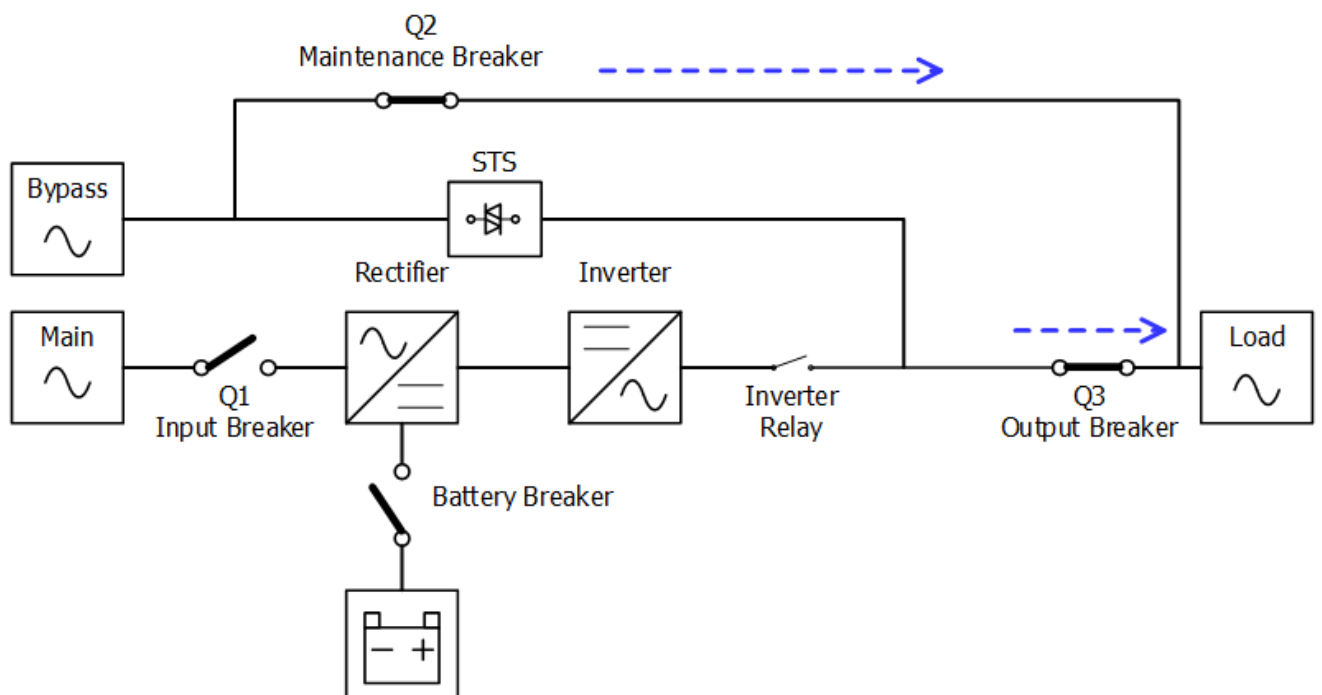 Q2
Maintenance Breaker
STS
Bypass
Rectifier
Inverter
Main
Load
Q1
Input Breaker
Inverter
Relay
Q3
Output Breaker
Battery Breaker